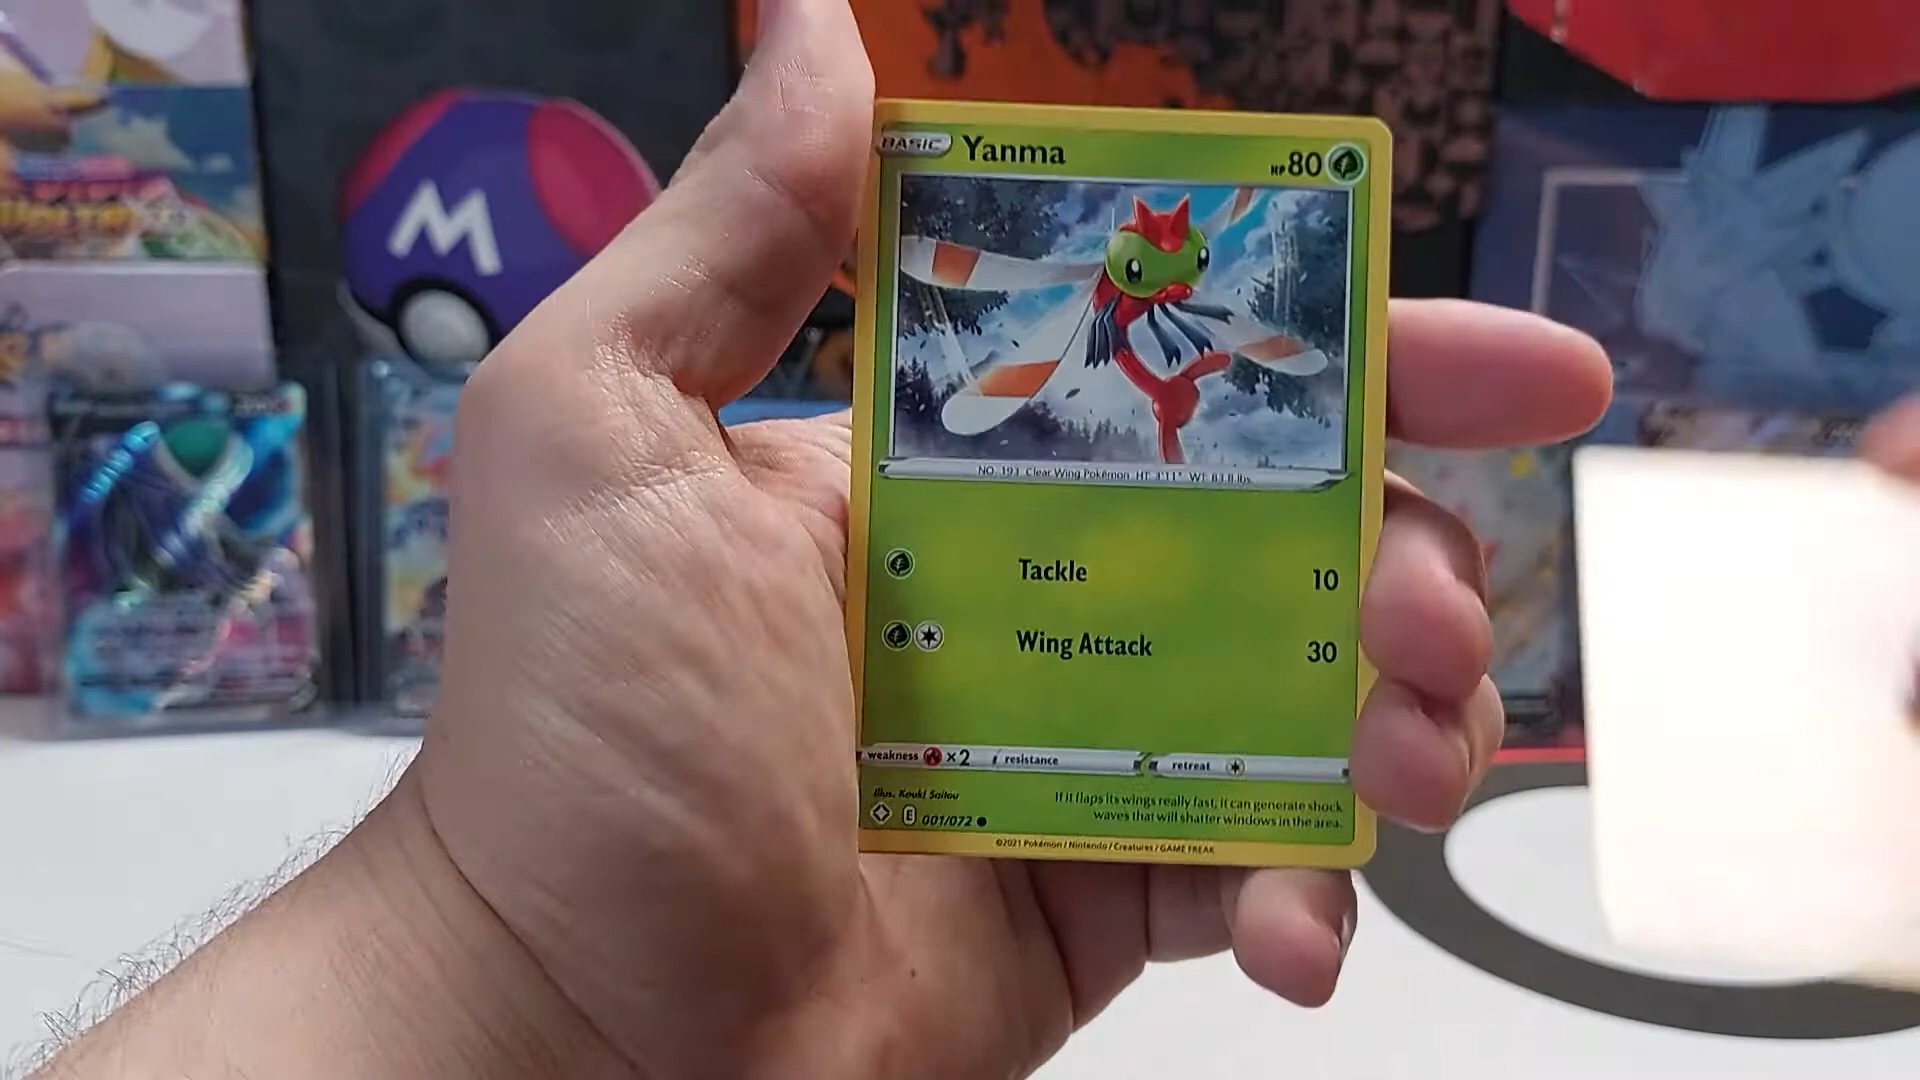 M
BASIC Yanma HP 80
NO. 193 Clear Wing Pokémon HT: 3'11" WT: 83.8 lbs.
Tackle 10
Wing Attack 30
weakness ×2 resistance retreat
Illus. Kouki Saitou
If it flaps its wings really fast, it can generate shock
waves that will shatter windows in the area.
E 001/072
©2021 Pokémon / Nintendo / Creatures / GAME FREAK